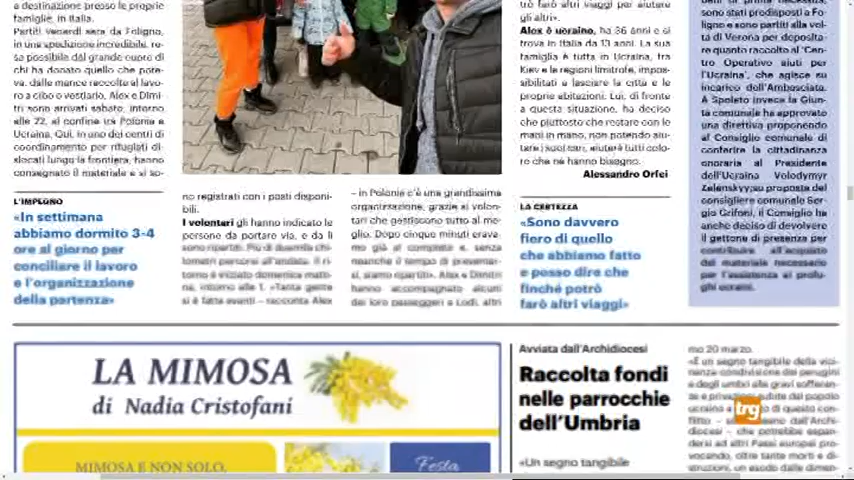 a destinazione presso le proprie
famiglie, in Italia.
Partiti venerdì sera da Foligno,
in una spedizione incredibile, re-
sa possibile dal grande cuore di
chi ha donato quello che pote-
va, dalle mance raccolte al lavo-
ro a cibo o vestiario, Alex e Dimi-
tri sono arrivati sabato, intorno
alle 22, al confine tra Polonia e
Ucraina. Qui, in uno dei centri di
coordinamento per rifugiati di-
slocati lungo la frontiera, hanno
consegnato il materiale e si so-
L'IMPEGNO
«In settimana
abbiamo dormito 3-4
ore al giorno per
conciliare il lavoro
e l'organizzazione
della partenza»
no registrati con i posti disponi-
bili.
I volontari gli hanno indicato le
persone da portare via, e da lì
sono ripartiti. Più di duemila chi-
lometri percorsi all'andata. Il ri-
torno è iniziato domenica matti-
na, intorno alle 1. «Tanta gente
si è fatta avanti – racconta Alex
– in Polonia c'è una grandissima
organizzazione, grazie ai volon-
tari che gestiscono tutto al me-
glio. Dopo cinque minuti erava-
mo già al completo e, senza
neanche il tempo di presentar-
si, siamo ripartiti». Alex e Dimitri
hanno accompagnato alcuni
dei loro passeggeri a Lodi, altri
trò farò altri viaggi per aiutare
gli altri».
Alex è ucraino, ha 36 anni e si
trova in Italia da 13 anni. La sua
famiglia è tutta in Ucraina, tra
Kiev e le regioni limitrofe, impos-
sibilitati a lasciare la città e le
proprie abitazioni. Lui, di fronte
a questa situazione, ha deciso
che piuttosto che restare con le
mani in mano, non potendo aiu-
tare i suoi cari, aiuterà tutti colo-
ro che ne hanno bisogno.
Alessandro Orfei
LA CERTEZZA
«Sono davvero
fiero di quello
che abbiamo fatto
e posso dire che
finché potrò
farò altri viaggi»
sono stati predisposti a Fo-
ligno e sono partiti alla vol-
ta di Verona per deposita-
re quanto raccolto al 'Cen-
tro Operativo aiuti per
l'Ucraina', che agisce su
incarico dell'Ambasciata.
A Spoleto invece la Giun-
ta comunale ha approvato
una direttiva proponendo
al Consiglio comunale di
conferire la cittadinanza
onoraria al Presidente
dell'Ucraina Volodymyr
Zelenskyy;su proposta del
consigliere comunale Ser-
gio Grifoni, il Consiglio ha
anche deciso di devolvere
il gettone di presenza per
contribuire all'acquisto
del materiale necessario
per l'assistenza ai profu-
ghi ucraini.
LA MIMOSA
di Nadia Cristofani
MIMOSA E NON SOLO,
Festa
Avviata dall'Archidiocesi
Raccolta fondi
nelle parrocchie
dell'Umbria
«Un segno tangibile
mo 20 marzo.
«È un segno tangibile della vici-
nanza condivisione dei perugini
e degli umbri alle gravi sofferen-
ze e privazioni subite dal popolo
ucraino a di questo con-
flitto – dell'Archi-
diocesi – che potrebbe espan-
dersi ad altri Paesi europei pro-
vocando, oltre tante morti e di-
struzioni, un esodo dalle dimen-
trg